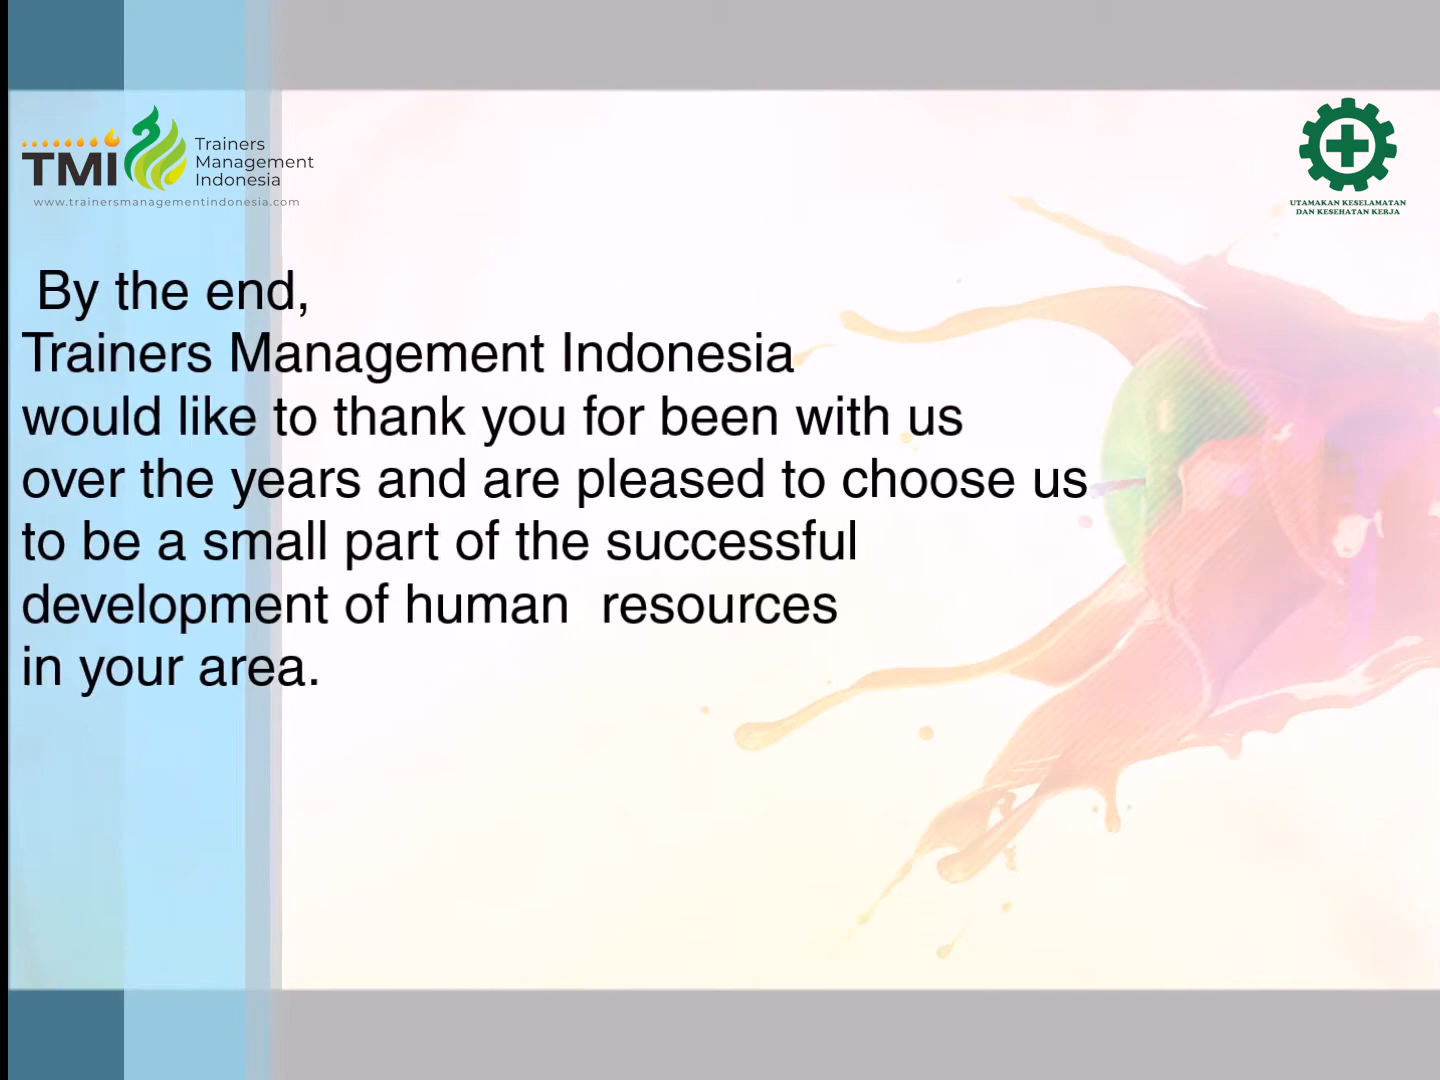 TMI
Trainers
Management
Indonesia
www.trainersmanagementindonesia.com
UTAMAKAN KESELAMATAN
DAN KESEHATAN KERJA
By the end,
Trainers Management Indonesia
would like to thank you for been with us
over the years and are pleased to choose us
to be a small part of the successful
development of human  resources
in your area.